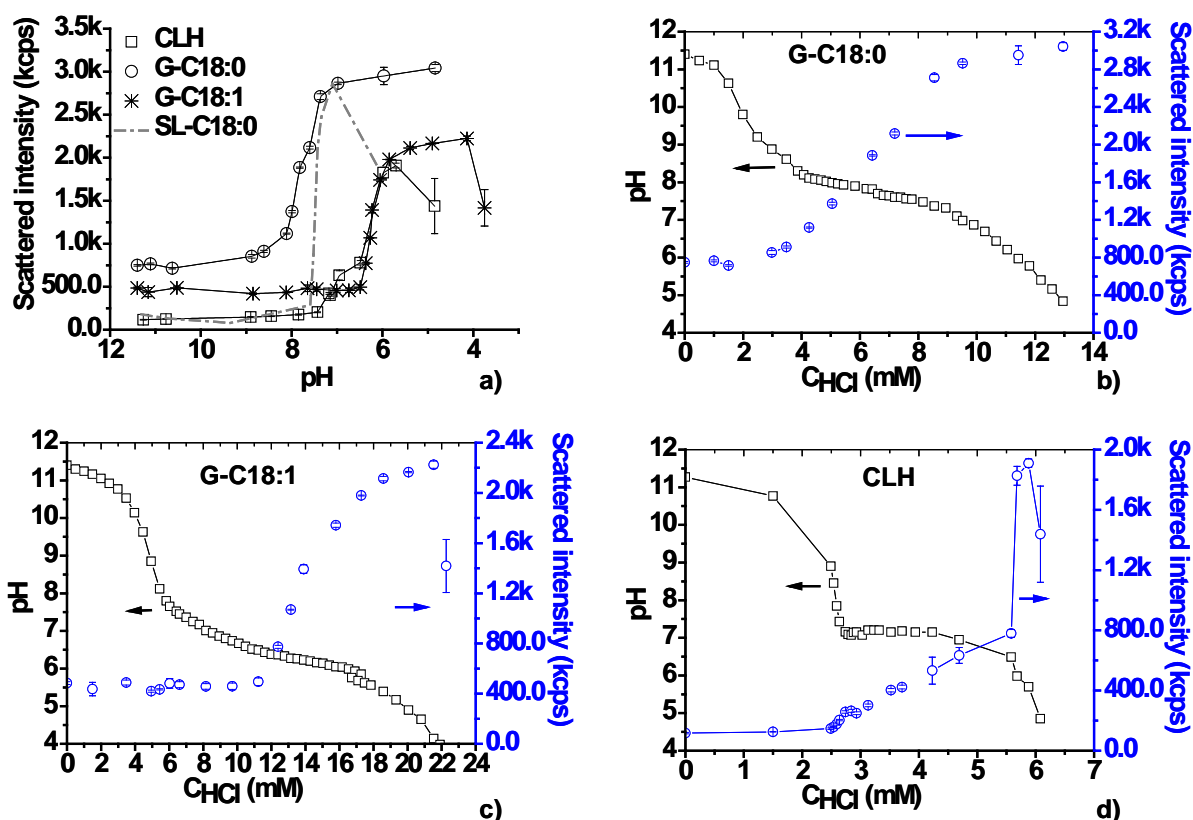 3.5k
3.0k
2.5k
2.0k
1.5k
1.0k
500.0
0.0
Scattered intensity (kcps)
CLH
G-C18:0
G-C18:1
SL-C18:0
12 10 8 6 4
pH
a)
12
11
10
9
8
7
6
5
4
pH
G-C18:0
3.2k
2.8k
2.4k
2.0k
1.6k
1.2k
800.0
400.0
0.0
Scattered intensity (kcps)
0 2 4 6 8 10 12 14
CHCl (mM)
b)
12
11
10
9
8
7
6
5
4
pH
G-C18:1
2.4k
2.0k
1.6k
1.2k
800.0
400.0
0.0
Scattered intensity (kcps)
0 2 4 6 8 10 12 14 16 18 20 22 24
CHCl (mM)
c)
12
11
10
9
8
7
6
5
4
pH
CLH
2.0k
1.6k
1.2k
800.0
400.0
0.0
Scattered intensity (kcps)
0 1 2 3 4 5 6 7
CHCl (mM)
d)